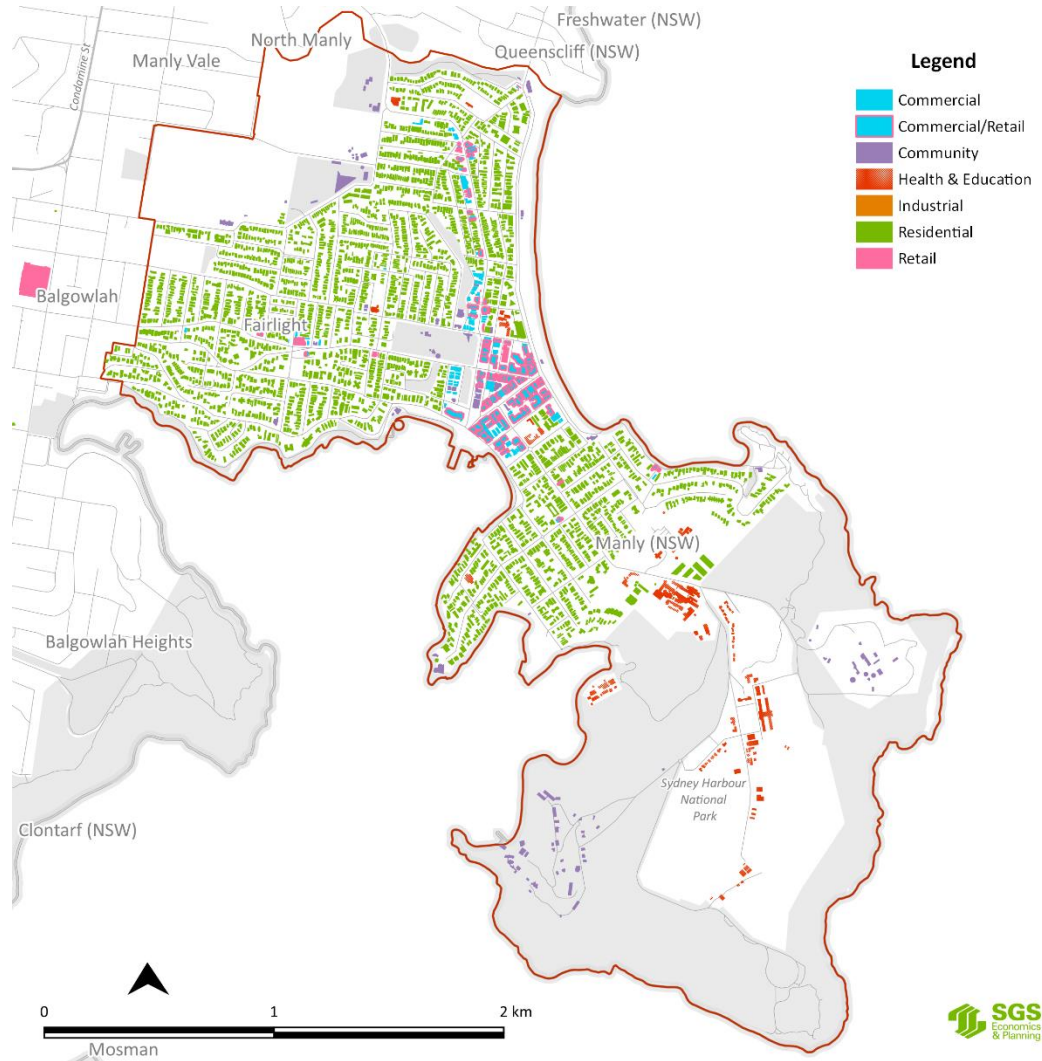 Freshwater (NSW)
North Manly
Queenscliff (NSW)
Manly Vale
Condamine St
Legend
Commercial
Commercial/Retail
Community
Health & Education
Industrial
Residential
Retail
Balgowlah
Fairlight
Manly (NSW)
Balgowlah Heights
Sydney Harbour
National
Park
Clontarf (NSW)
0 1 2 km
Mosman
SGS
Economics
& Planning